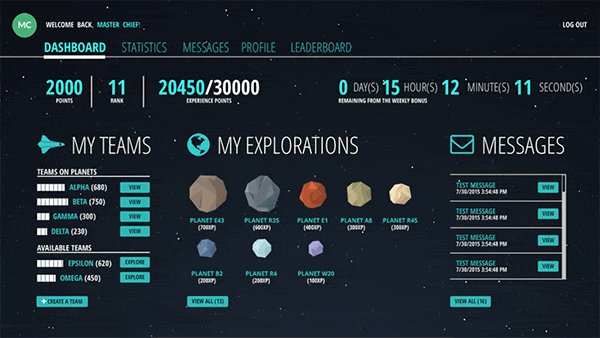 MC
WELCOME BACK, MASTER CHIEF!
LOG OUT
DASHBOARD STATISTICS MESSAGES PROFILE LEADERBOARD
2000
POINTS
11
RANK
20450/30000
EXPERIENCE POINTS
0 DAY(S) 15 HOUR(S) 12 MINUTE(S) 11 SECOND(S)
REMAINING FROM THE WEEKLY BONUS
MY TEAMS
TEAMS ON PLANETS
ALPHA (680) VIEW
BETA (750) VIEW
GAMMA (300) VIEW
DELTA (230) VIEW
AVAILABLE TEAMS
EPSILON (620) EXPLORE
OMEGA (450) EXPLORE
+ CREATE A TEAM
MY EXPLORATIONS
PLANET E43
(700XP)
PLANET R35
(600XP)
PLANET E1
(400XP)
PLANET A8
(300XP)
PLANET R45
(300XP)
PLANET B2
(200XP)
PLANET R4
(200XP)
PLANET W20
(100XP)
VIEW ALL (13)
MESSAGES
TEST MESSAGE
7/30/2015 3:54:48 PM
VIEW
TEST MESSAGE
7/30/2015 3:54:48 PM
VIEW
TEST MESSAGE
7/30/2015 3:54:48 PM
VIEW
TEST MESSAGE
7/30/2015 3:54:48 PM
VIEW
VIEW ALL (16)